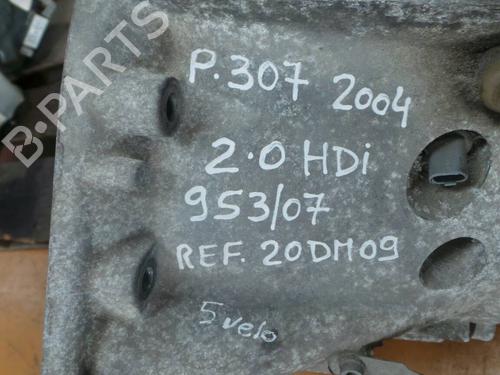 B-PARTS
P.307 2004
2.0 HDi
953/07
REF. 20DM09
5 velo